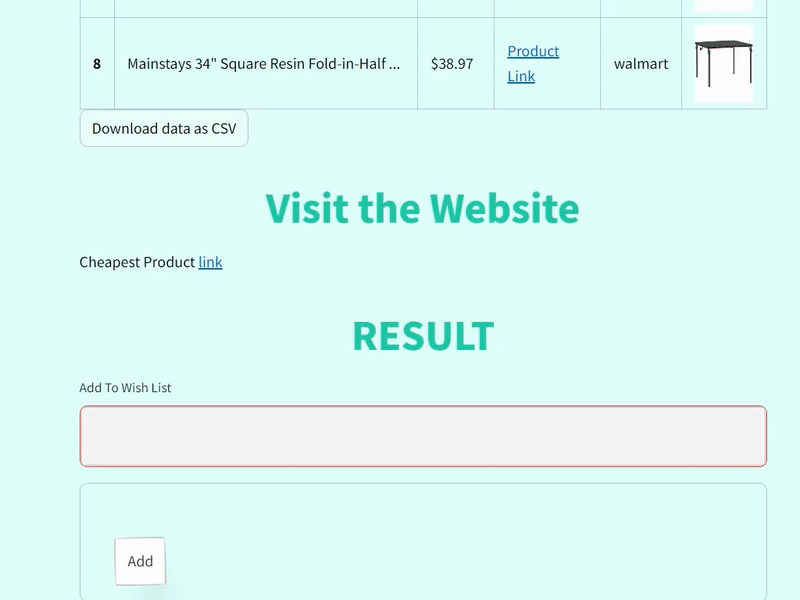 8 Mainstays 34" Square Resin Fold-in-Half ... $38.97 Product Link walmart
Download data as CSV
Visit the Website
Cheapest Product link
RESULT
Add To Wish List
Add